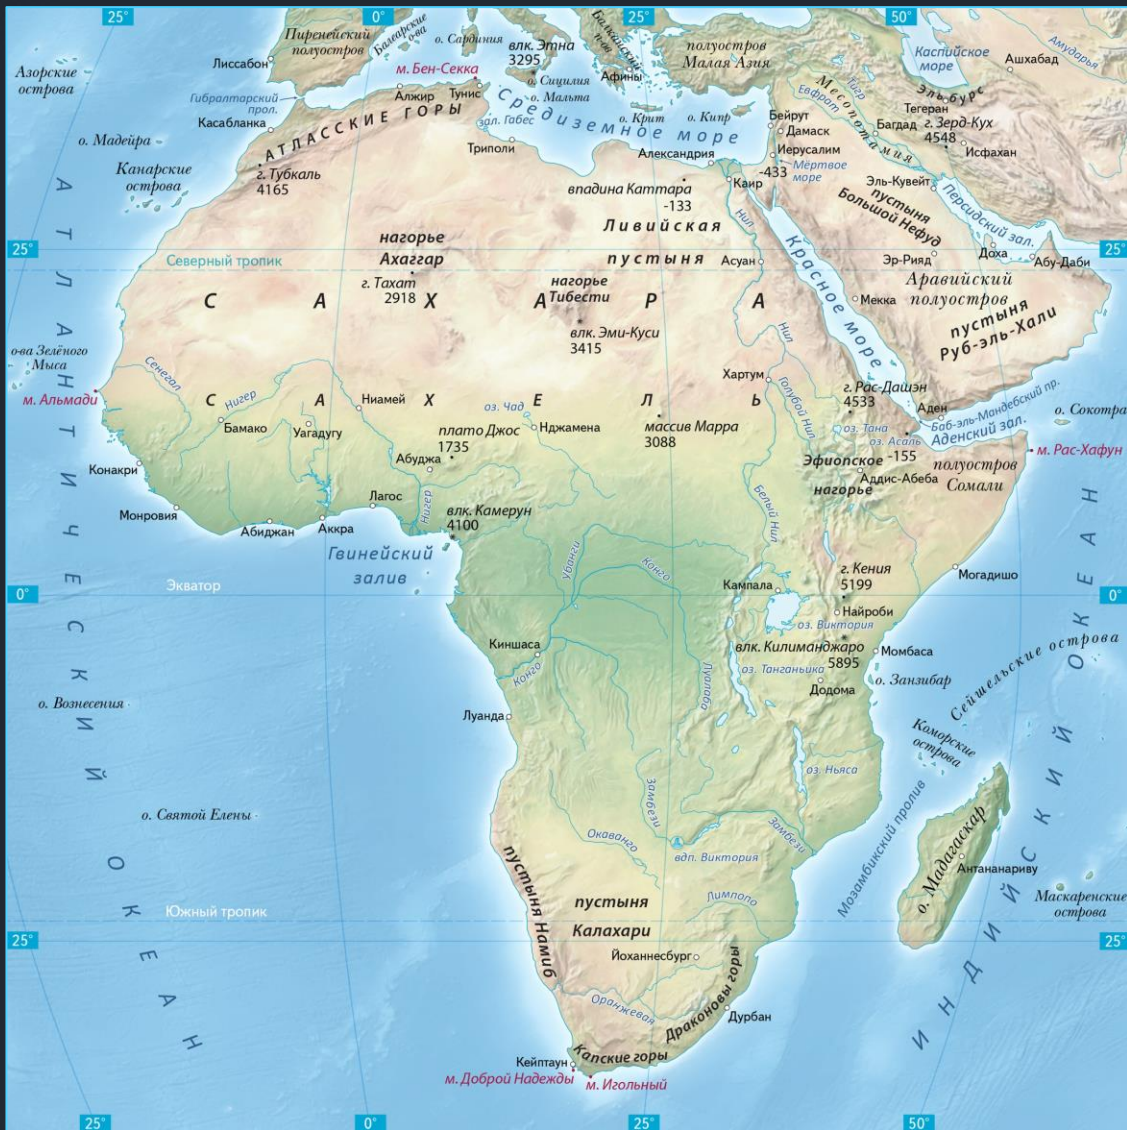 25°
0°
25°
50°
Азорские
острова
о. Мадейра
Канарские
острова
о-ва Зелёного
Мыса
м. Альмади
Лиссабон
Пиренейский
полуостров
Балеарские
о-ва
о. Сардиния
влк. Этна
3295
о. Сицилия
о. Мальта
Балканский
п-ов
Афины
полуостров
Малая Азия
Каспийское
море
Ашхабад
Амударья
Гибралтарский
прол.
Касабланка
м. Бен-Секка
Алжир
Тунис
АТЛАССКИЕ ГОРЫ
г. Тубкаль
4165
зал. Габес
Триполи
Средиземное море
о. Крит
о. Кипр
Александрия
Бейрут
Дамаск
Иерусалим
-433
Мёртвое
море
Каир
Месопотамия
Тигр
Евфрат
Багдад
Эльбурс
Тегеран
г. Зерд-Кух
4548
Исфахан
Эль-Кувейт
Персидский зал.
пустыня
Большой Нефуд
Доха
Абу-Даби
Эр-Рияд
Аравийский
полуостров
пустыня
Руб-эль-Хали
Мекка
Красное море
25°
25°
Северный тропик
впадина Каттара
-133
Ливийская
пустыня
Нил
Асуан
нагорье
Ахаггар
г. Тахат
2918
нагорье
Тибести
влк. Эми-Куси
3415
САХАРА
Нил
Хартум
Голубой Нил
Сенегал
Нигер
САХЕЛЬ
Ниамей
Бамако
Уагадугу
оз. Чад
Нджамена
массив Марра
3088
г. Рас-Дашэн
4533
оз. Тана
оз. Асаль
-155
Аден
Баб-эль-Мандебский пр.
Аденский зал.
о. Сокотра
м. Рас-Хафун
полуостров
Сомали
Эфиопское
нагорье
Аддис-Абеба
плато Джос
1735
Абуджа
Конакри
Монровия
Абиджан
Аккра
Лагос
Нигер
влк. Камерун
4100
Гвинейский
залив
Белый Нил
Убанги
Конго
Экватор
0°
0°
Кампала
г. Кения
5199
Найроби
оз. Виктория
Могадишо
влк. Килиманджаро
5895
Момбаса
оз. Танганьика
Додома
о. Занзибар
Сейшельские острова
Киншаса
Конго
Луалаба
Луанда
о. Вознесения
Коморские
острова
оз. Ньяса
о. Святой Елены
Замбези
Замбези
Окаванго
вдп. Виктория
Мозамбикский пролив
о. Мадагаскар
Антананариву
Маскаренские
острова
Южный тропик
25°
25°
пустыня Намиб
пустыня
Калахари
Лимпопо
Йоханнесбург
Оранжевая
Драконовы горы
Дурбан
Капские горы
Кейптаун
м. Доброй Надежды
м. Игольный
АТЛАНТИЧЕСКИЙ ОКЕАН
ИНДИЙСКИЙ ОКЕАН
25°
0°
25°
50°